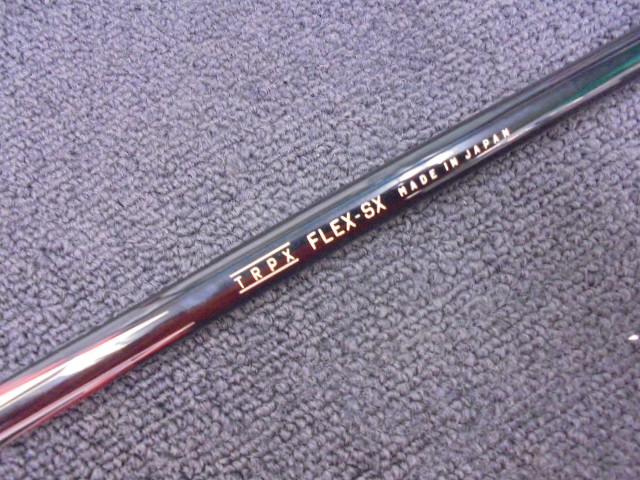 TRPX FLEX-SX MADE IN JAPAN